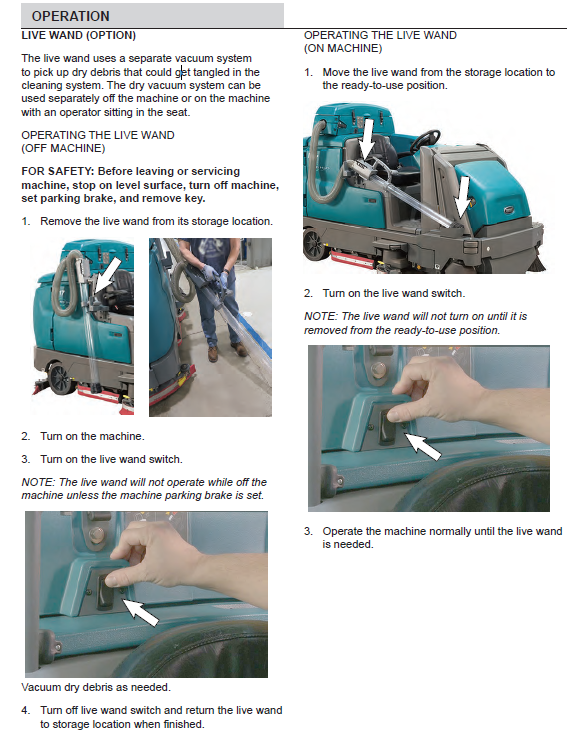 OPERATION
LIVE WAND (OPTION)
The live wand uses a separate vacuum system
to pick up dry debris that could get tangled in the
cleaning system. The dry vacuum system can be
used separately off the machine or on the machine
with an operator sitting in the seat.
OPERATING THE LIVE WAND
(OFF MACHINE)
FOR SAFETY: Before leaving or servicing
machine, stop on level surface, turn off machine,
set parking brake, and remove key.
1. Remove the live wand from its storage location.
2. Turn on the machine.
3. Turn on the live wand switch.
NOTE: The live wand will not operate while off the
machine unless the machine parking brake is set.
Vacuum dry debris as needed.
4. Turn off live wand switch and return the live wand
to storage location when finished.
OPERATING THE LIVE WAND
(ON MACHINE)
1. Move the live wand from the storage location to
the ready-to-use position.
2. Turn on the live wand switch.
NOTE: The live wand will not turn on until it is
removed from the ready-to-use position.
3. Operate the machine normally until the live wand
is needed.